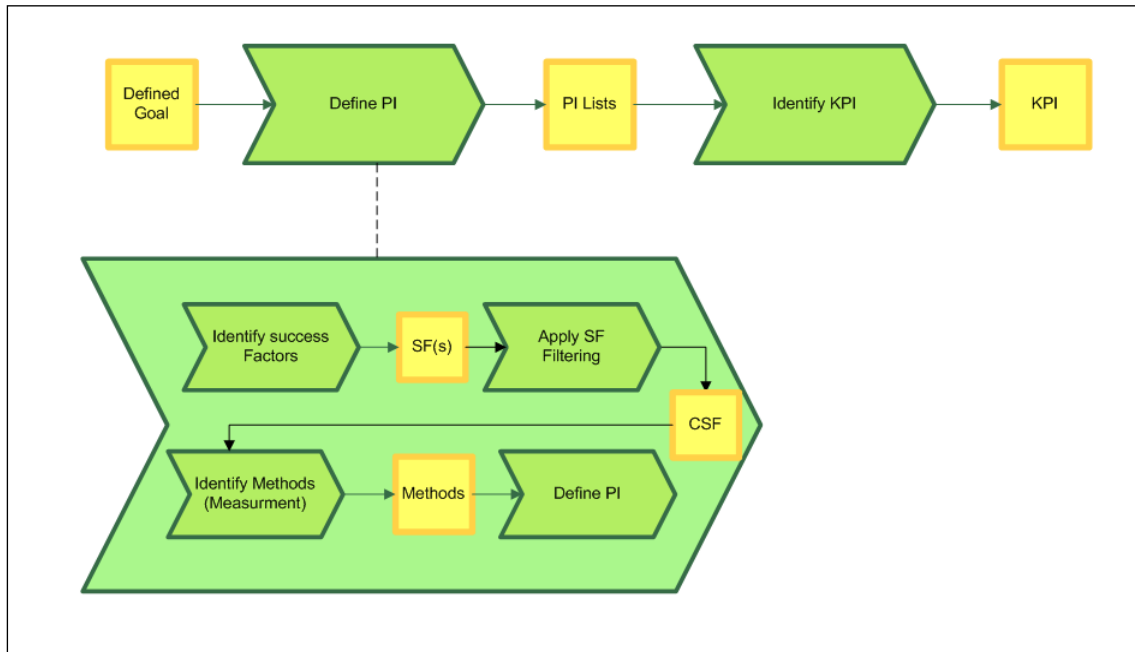 Defined
Goal
Define PI
PI Lists
Identify KPI
KPI
Identify success
Factors
SF(s)
Apply SF
Filtering
CSF
Identify Methods
(Measurment)
Methods
Define PI